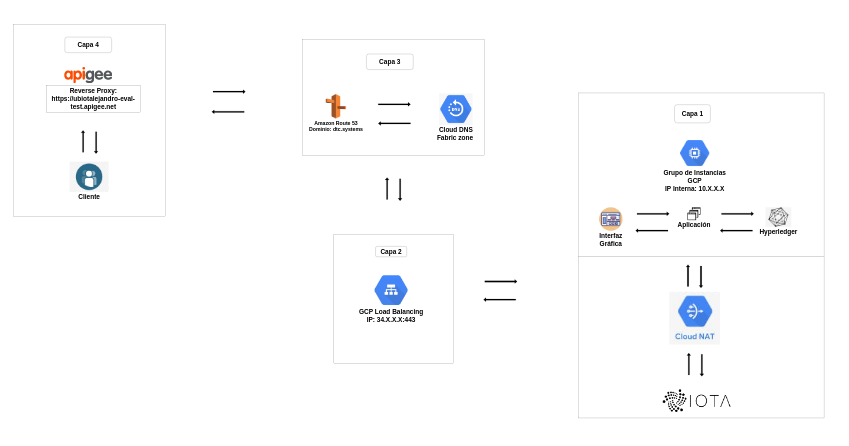 Capa 4
apigee
Reverse Proxy:
https://ubiotalejandro-eval-
test.apigee.net
Cliente
Capa 3
Amazon Route 53
Dominio: dtc.systems
DNS
Cloud DNS
Fabric zone
Capa 2
GCP Load Balancing
IP: 34.X.X.X:443
Capa 1
Grupo de Instancias
GCP
IP Interna: 10.X.X.X
Interfaz
Gráfica
Aplicación
Hyperledger
Cloud NAT
IOTA